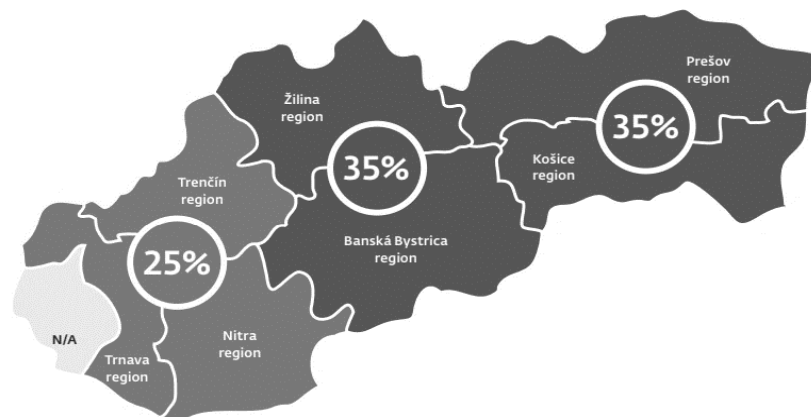 Prešov
region
Žilina
region
35%
35%
Košice
region
Trenčín
region
Banská Bystrica
region
25%
N/A
Nitra
region
Trnava
region